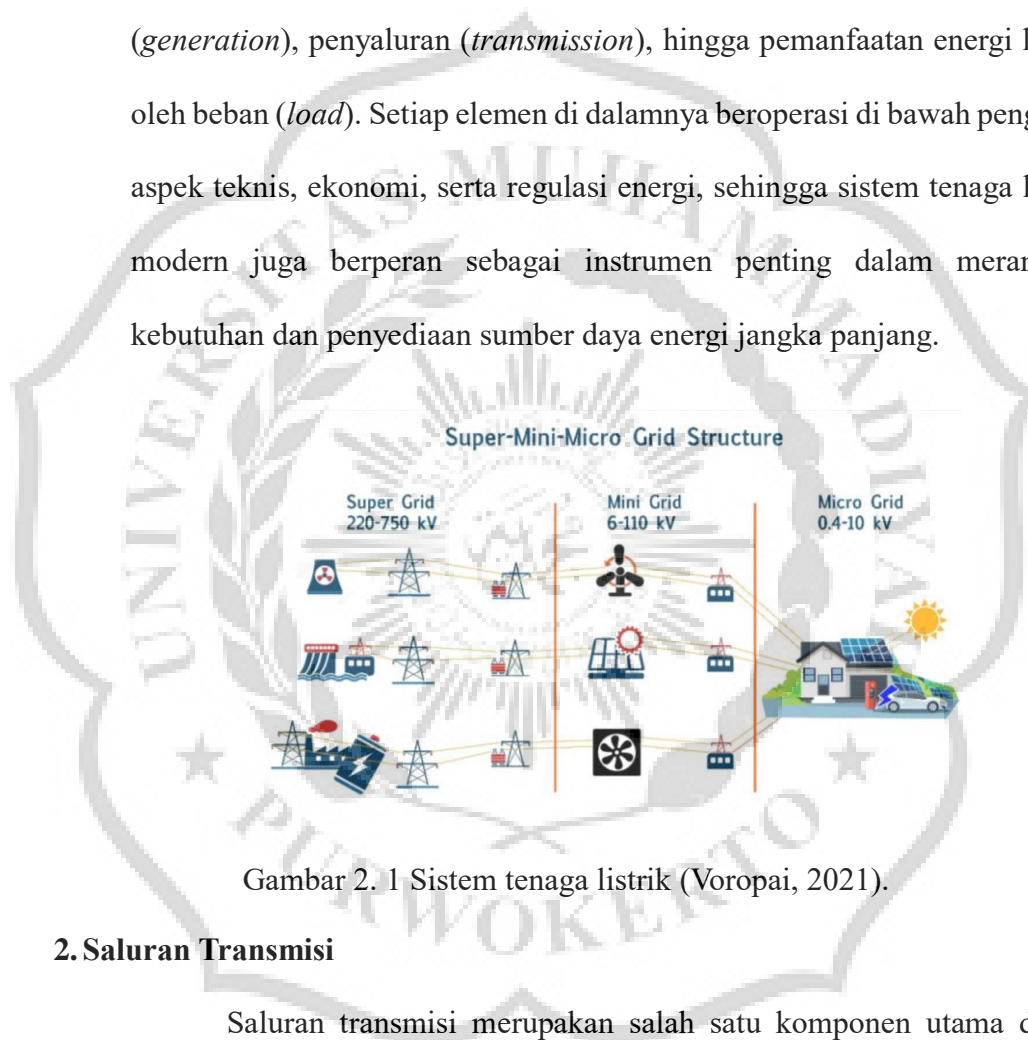 (generation), penyaluran (transmission), hingga pemanfaatan energi
oleh beban (load). Setiap elemen di dalamnya beroperasi di bawah
aspek teknis, ekonomi, serta regulasi energi, sehingga sistem tenaga
modern juga berperan sebagai instrumen penting dalam
kebutuhan dan penyediaan sumber daya energi jangka panjang.
Super-Mini-Micro Grid Structure
Super Grid
220-750 kV
Mini Grid
6-110 kV
Micro Grid
0.4-10 kV
Gambar 2. 1 Sistem tenaga listrik (Voropai, 2021).
2. Saluran Transmisi
Saluran transmisi merupakan salah satu komponen utama
UNIVERSITAS MUHAMMADIYAH
PURWOKERTO